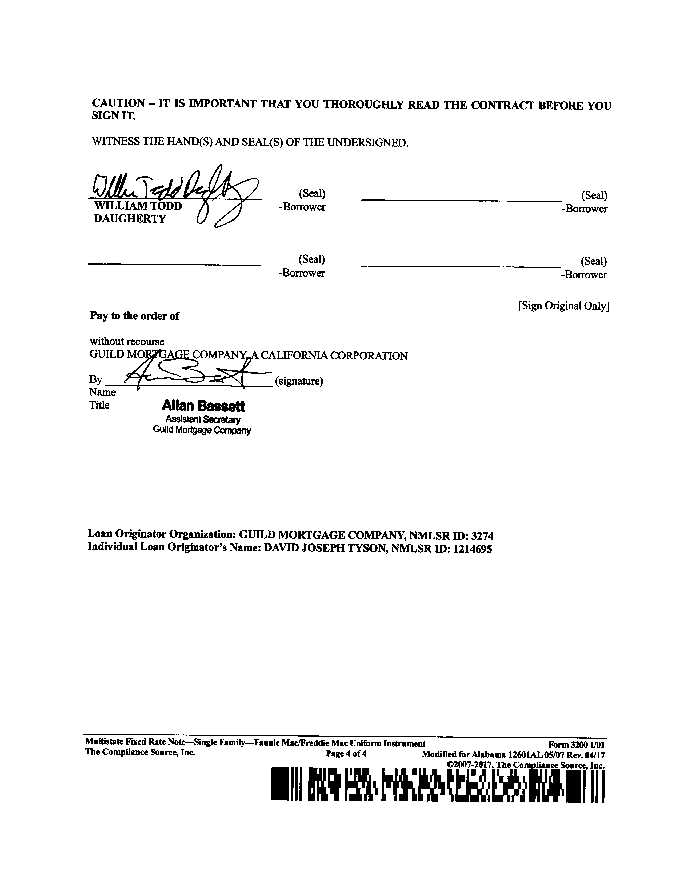 CAUTION – IT IS IMPORTANT THAT YOU THOROUGHLY READ THE CONTRACT BEFORE YOU
SIGN IT.
WITNESS THE HAND(S) AND SEAL(S) OF THE UNDERSIGNED.
(Seal) (Seal)
WILLIAM TODD -Borrower -Borrower
DAUGHERTY
(Seal) (Seal)
-Borrower -Borrower
[Sign Original Only]
Pay to the order of
without recourse
GUILD MORTGAGE COMPANY, A CALIFORNIA CORPORATION
By (signature)
Name
Title Allan Bassett
Assistant Secretary
Guild Mortgage Company
Loan Originator Organization: GUILD MORTGAGE COMPANY, NMLSR ID: 3274
Individual Loan Originator's Name: DAVID JOSEPH TYSON, NMLSR ID: 1214695
Multistate Fixed Rate Note—Single Family—Fannie Mae/Freddie Mac Uniform Instrument Form 3200 1/01
The Compliance Source, Inc. Page 4 of 4 Modified for Alabama 12601AL 05/07 Rev. 04/17
©2007-2017, The Compliance Source, Inc.